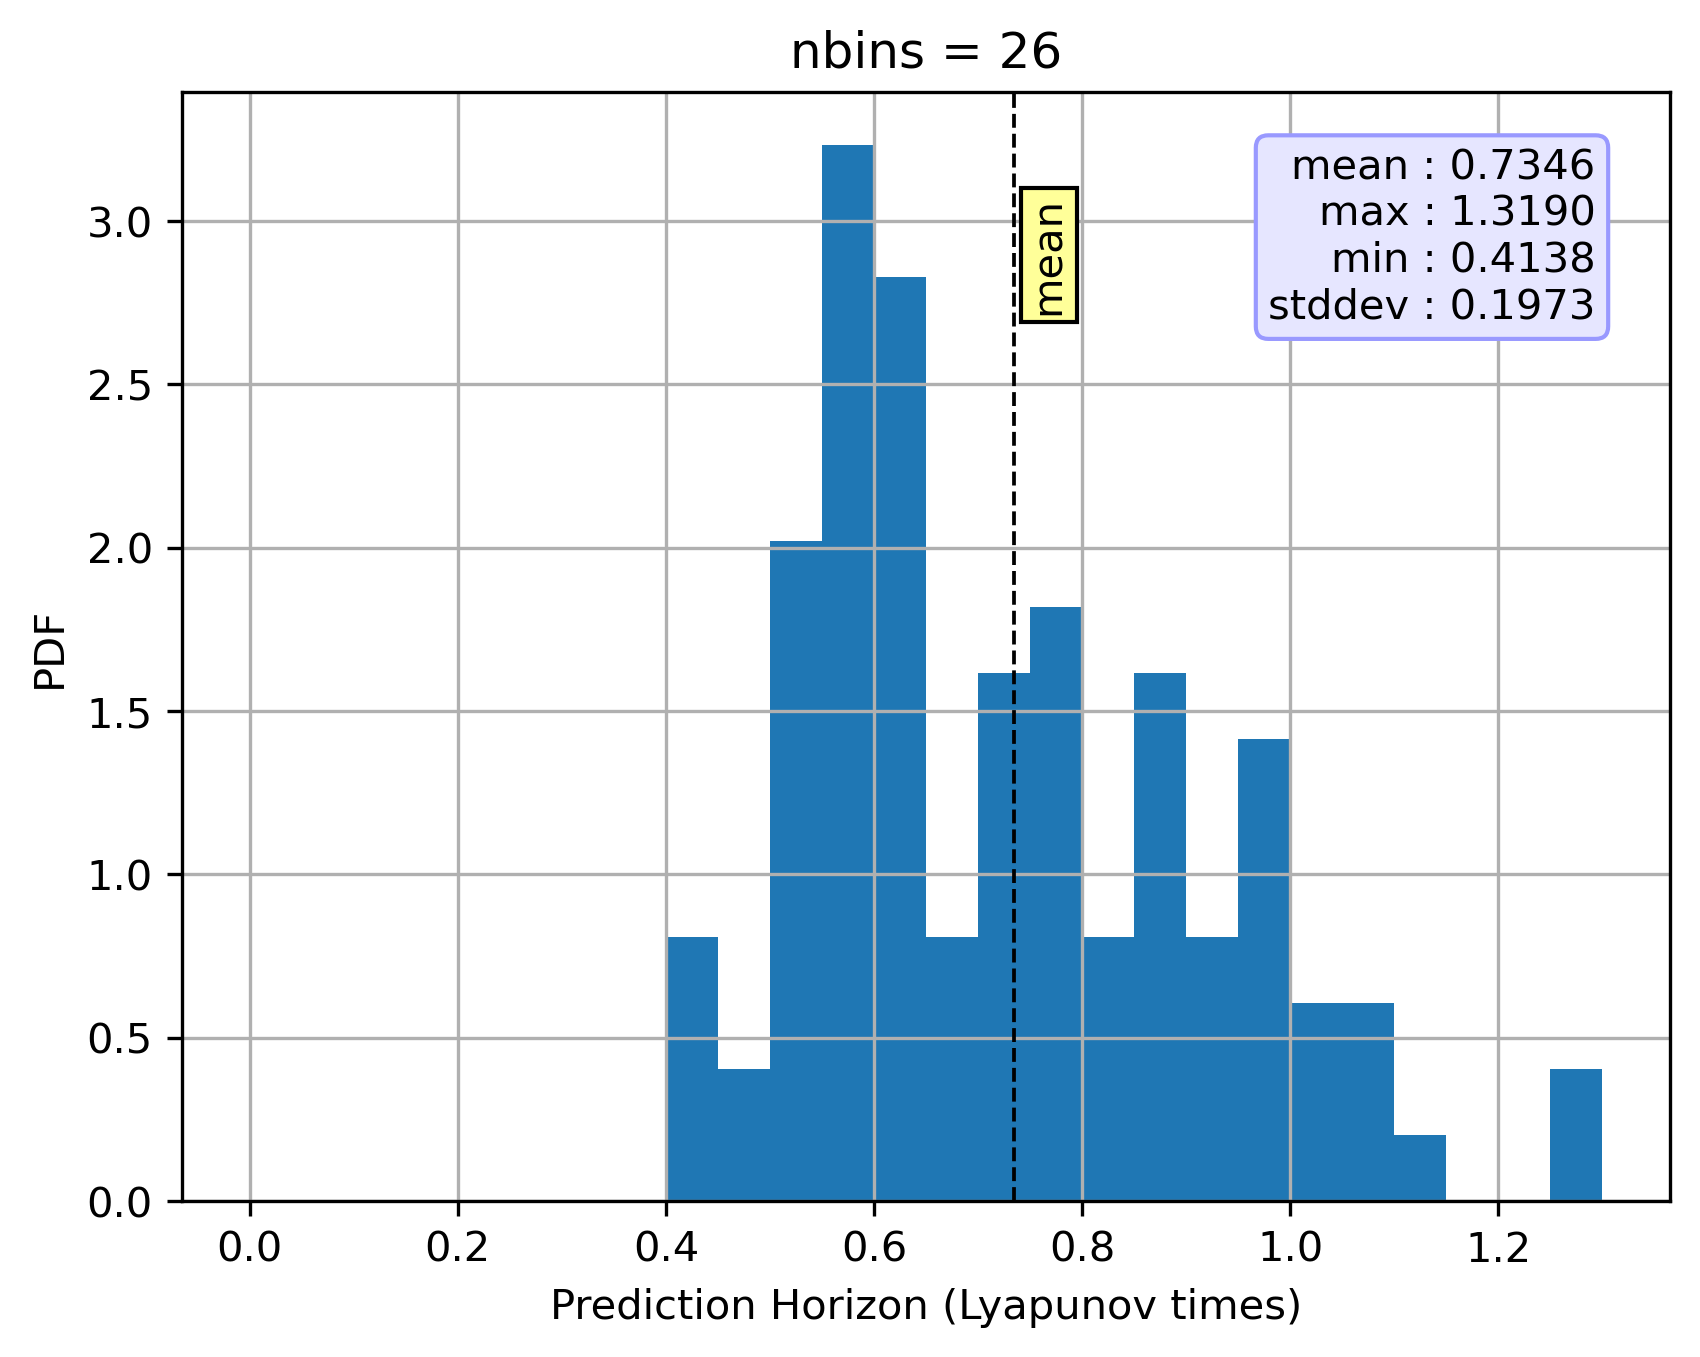 nbins = 26
mean : 0.7346
max : 1.3190
min : 0.4138
stddev : 0.1973
mean
PDF
3.0
2.5
2.0
1.5
1.0
0.5
0.0
0.0 0.2 0.4 0.6 0.8 1.0 1.2
Prediction Horizon (Lyapunov times)